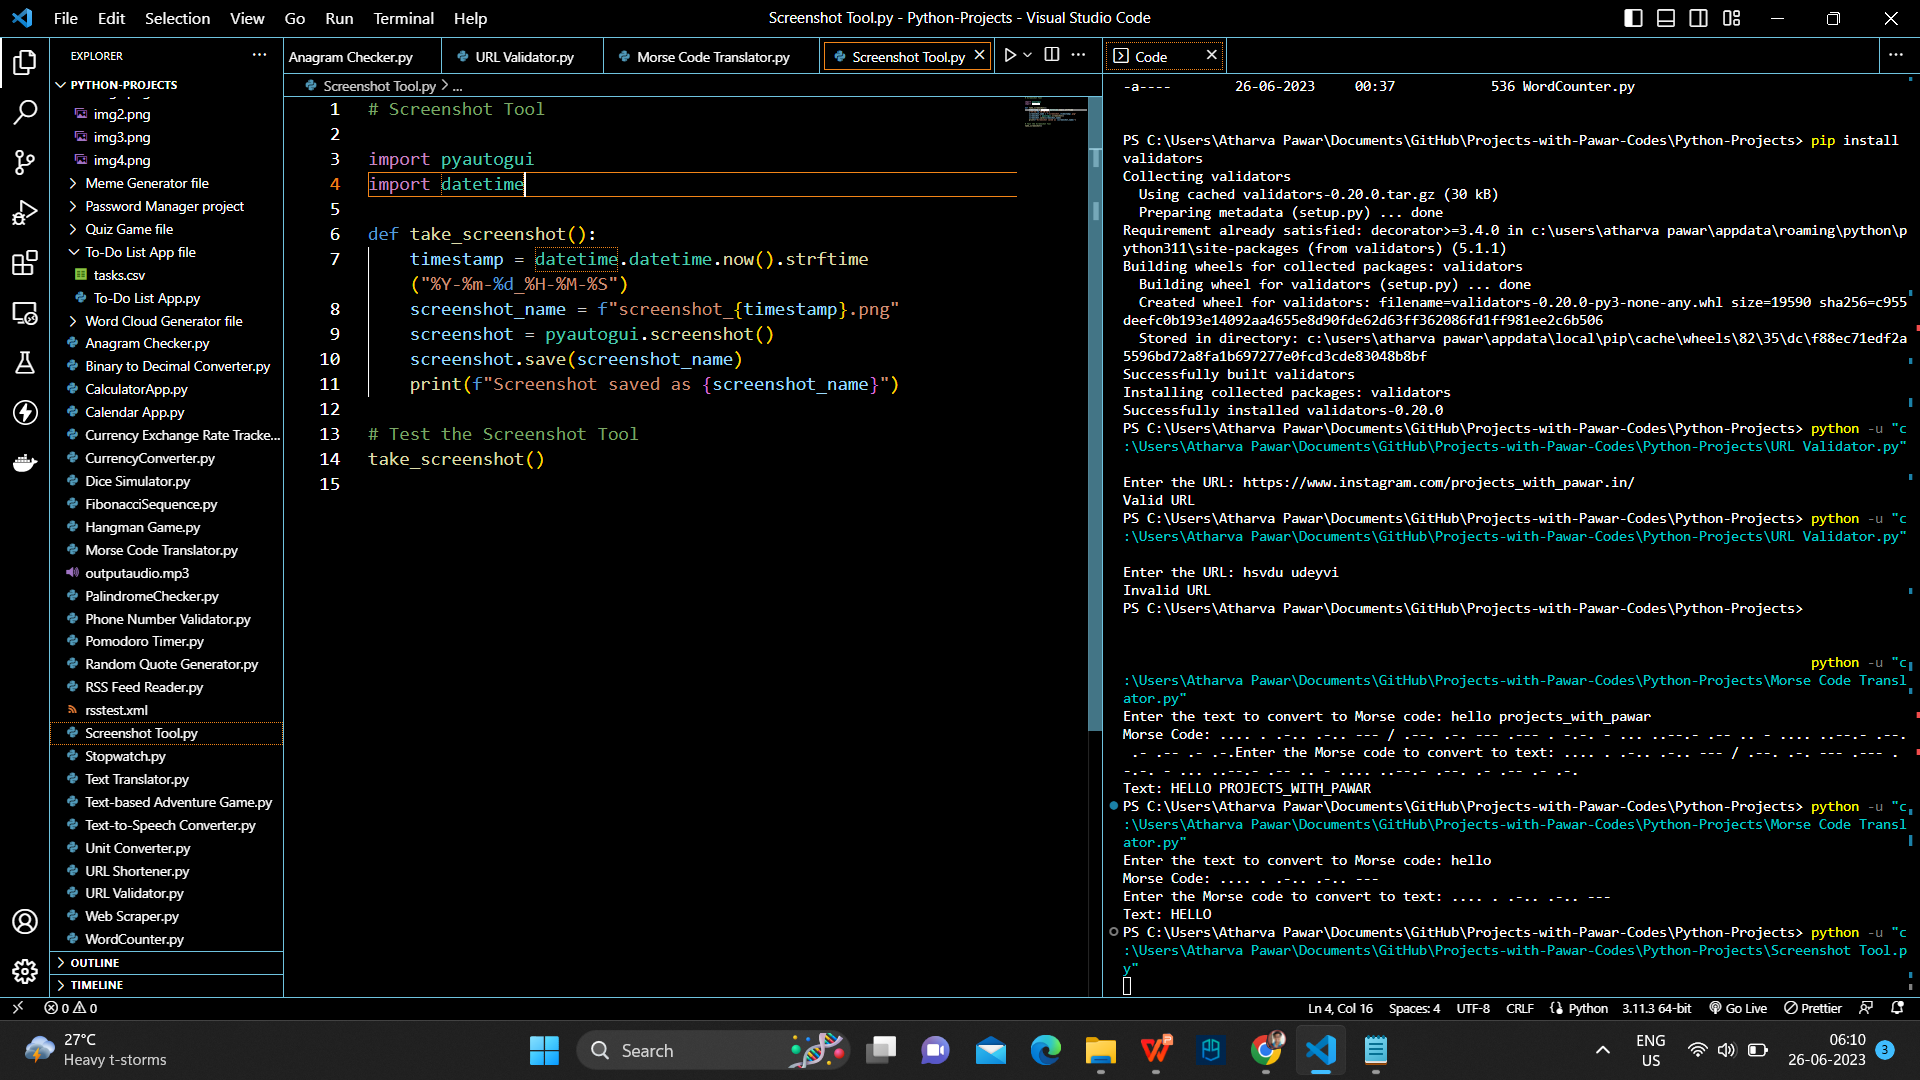 File Edit Selection View Go Run Terminal Help
Screenshot Tool.py - Python-Projects - Visual Studio Code
EXPLORER
PYTHON-PROJECTS
img2.png
img3.png
img4.png
Meme Generator file
Password Manager project
Quiz Game file
To-Do List App file
tasks.csv
To-Do List App.py
Word Cloud Generator file
Anagram Checker.py
Binary to Decimal Converter.py
CalculatorApp.py
Calendar App.py
Currency Exchange Rate Tracke...
CurrencyConverter.py
Dice Simulator.py
FibonacciSequence.py
Hangman Game.py
Morse Code Translator.py
outputaudio.mp3
PalindromeChecker.py
Phone Number Validator.py
Pomodoro Timer.py
Random Quote Generator.py
RSS Feed Reader.py
rsstest.xml
Screenshot Tool.py
Stopwatch.py
Text Translator.py
Text-based Adventure Game.py
Text-to-Speech Converter.py
Unit Converter.py
URL Shortener.py
URL Validator.py
Web Scraper.py
WordCounter.py
OUTLINE
TIMELINE
Anagram Checker.py
URL Validator.py
Morse Code Translator.py
Screenshot Tool.py
Screenshot Tool.py > ...
1 # Screenshot Tool
2
3 import pyautogui
4 import datetime
5
6 def take_screenshot():
7 timestamp = datetime.datetime.now().strftime
("%Y-%m-%d_%H-%M-%S")
8 screenshot_name = f"screenshot_{timestamp}.png"
9 screenshot = pyautogui.screenshot()
10 screenshot.save(screenshot_name)
11 print(f"Screenshot saved as {screenshot_name}")
12
13 # Test the Screenshot Tool
14 take_screenshot()
15
Code
-a---- 26-06-2023 00:37 536 WordCounter.py
PS C:\Users\Atharva Pawar\Documents\GitHub\Projects-with-Pawar-Codes\Python-Projects> pip install
validators
Collecting validators
Using cached validators-0.20.0.tar.gz (30 kB)
Preparing metadata (setup.py) ... done
Requirement already satisfied: decorator>=3.4.0 in c:\users\atharva pawar\appdata\roaming\python\p
ython311\site-packages (from validators) (5.1.1)
Building wheels for collected packages: validators
Building wheel for validators (setup.py) ... done
Created wheel for validators: filename=validators-0.20.0-py3-none-any.whl size=19590 sha256=c955
deefc0b193e14092aa4655e8d90fde62d63ff362086fd1ff981ee2c6b506
Stored in directory: c:\users\atharva pawar\appdata\local\pip\cache\wheels\82\35\dc\f88ec71edf2a
5596bd72a8fa1b697277e0fcd3cde83048b8bf
Successfully built validators
Installing collected packages: validators
Successfully installed validators-0.20.0
PS C:\Users\Atharva Pawar\Documents\GitHub\Projects-with-Pawar-Codes\Python-Projects> python -u "c
:\Users\Atharva Pawar\Documents\GitHub\Projects-with-Pawar-Codes\Python-Projects\URL Validator.py"
Enter the URL: https://www.instagram.com/projects_with_pawar.in/
Valid URL
PS C:\Users\Atharva Pawar\Documents\GitHub\Projects-with-Pawar-Codes\Python-Projects> python -u "c
:\Users\Atharva Pawar\Documents\GitHub\Projects-with-Pawar-Codes\Python-Projects\URL Validator.py"
Enter the URL: hsvdu udeyvi
Invalid URL
PS C:\Users\Atharva Pawar\Documents\GitHub\Projects-with-Pawar-Codes\Python-Projects>
python -u "c
:\Users\Atharva Pawar\Documents\GitHub\Projects-with-Pawar-Codes\Python-Projects\Morse Code Transl
ator.py"
Enter the text to convert to Morse code: hello projects_with_pawar
Morse Code: .... . .-.. .-.. --- / .--. .-. --- .--- . -.-. - ... ..--.- .-- .. - .... ..--.- .--.
.- .-- .- .-.Enter the Morse code to convert to text: .... . .-.. .-.. --- / .--. .-. --- .--- .
-.-. - ... ..--.- .-- .. - .... ..--.- .--. .- .-- .- .-.
Text: HELLO PROJECTS_WITH_PAWAR
PS C:\Users\Atharva Pawar\Documents\GitHub\Projects-with-Pawar-Codes\Python-Projects> python -u "c
:\Users\Atharva Pawar\Documents\GitHub\Projects-with-Pawar-Codes\Python-Projects\Morse Code Transl
ator.py"
Enter the text to convert to Morse code: hello
Morse Code: .... . .-.. .-.. ---
Enter the Morse code to convert to text: .... . .-.. .-.. ---
Text: HELLO
PS C:\Users\Atharva Pawar\Documents\GitHub\Projects-with-Pawar-Codes\Python-Projects> python -u "c
:\Users\Atharva Pawar\Documents\GitHub\Projects-with-Pawar-Codes\Python-Projects\Screenshot Tool.p
y"
0 0
Ln 4, Col 16 Spaces: 4 UTF-8 CRLF Python 3.11.3 64-bit Go Live Prettier
27°C
Heavy t-storms
Search
ENG
US
06:10
26-06-2023
3